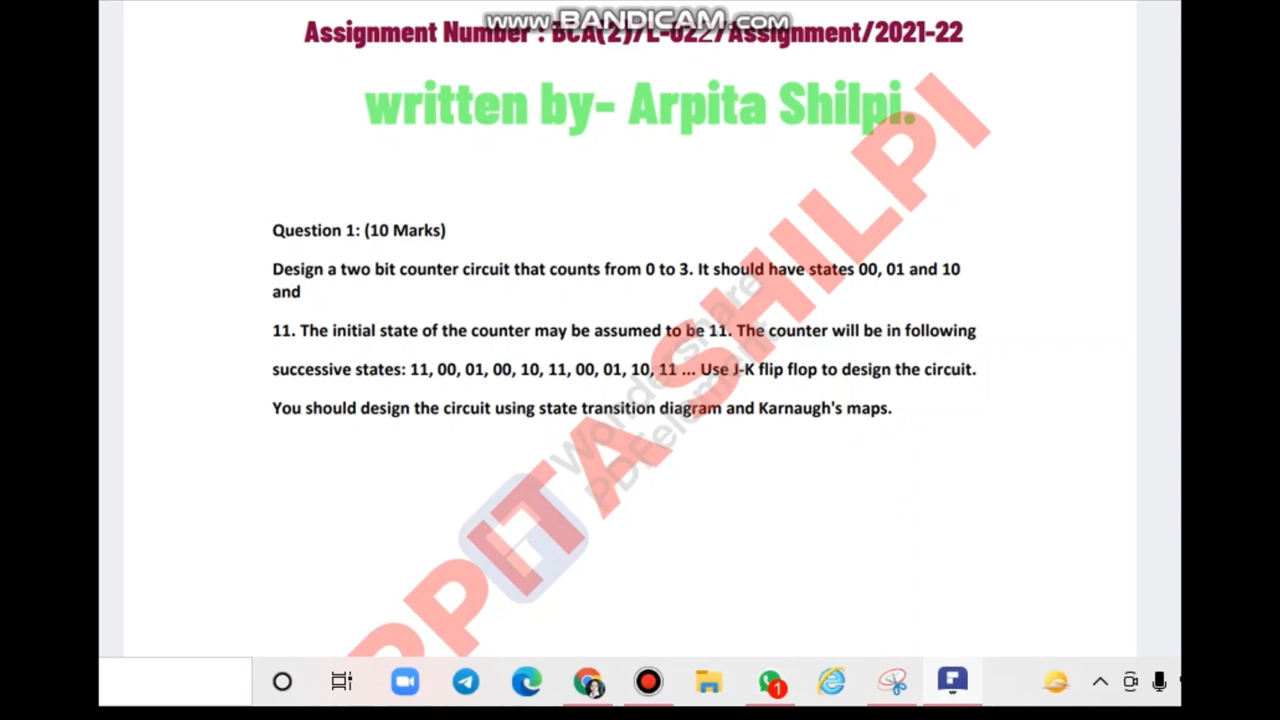 www.BANDICAM.com
Assignment Number : BCA(2)/L-022/Assignment/2021-22
written by- Arpita Shilpi.
Question 1: (10 Marks)
Design a two bit counter circuit that counts from 0 to 3. It should have states 00, 01 and 10
and
11. The initial state of the counter may be assumed to be 11. The counter will be in following
successive states: 11, 00, 01, 00, 10, 11, 00, 01, 10, 11 ... Use J-K flip flop to design the circuit.
You should design the circuit using state transition diagram and Karnaugh's maps.
Wondershare
PDFelement
PPITA SHILPI
1